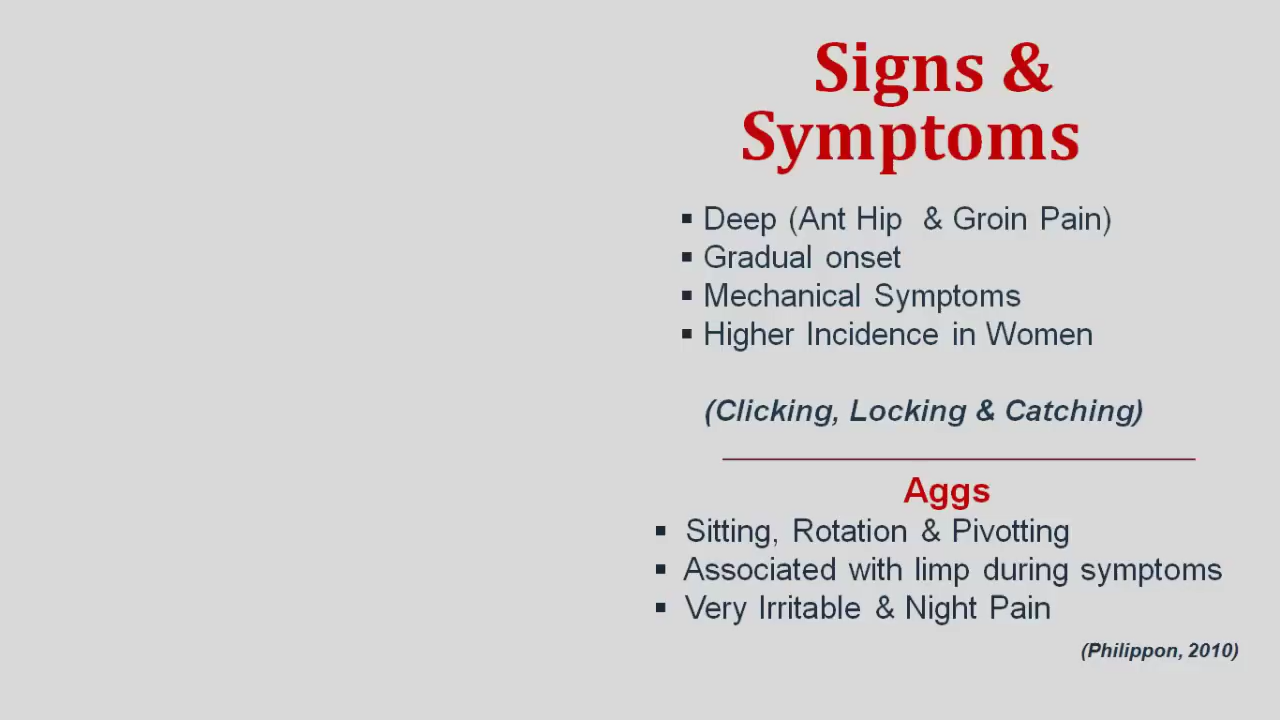 Signs &
Symptoms
▪ Deep (Ant Hip & Groin Pain)
▪ Gradual onset
▪ Mechanical Symptoms
▪ Higher Incidence in Women
(Clicking, Locking & Catching)
Aggs
▪ Sitting, Rotation & Pivotting
▪ Associated with limp during symptoms
▪ Very Irritable & Night Pain
(Philippon, 2010)